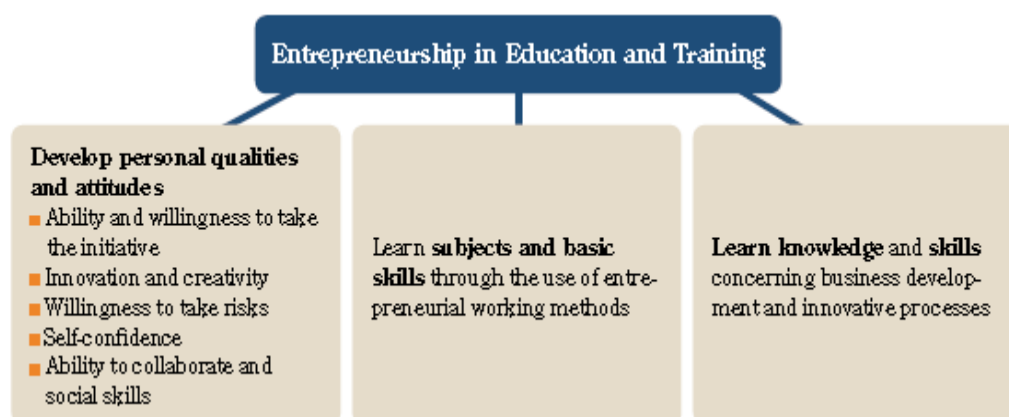 Entrepreneurship in Education and Training
Develop personal qualities
and attitudes
Ability and willingness to take
the initiative
Innovation and creativity
Willingness to take risks
Self-confidence
Ability to collaborate and
social skills
Learn subjects and basic
skills through the use of entre-
preneurial working methods
Learn knowledge and skills
concerning business develop-
ment and innovative processes